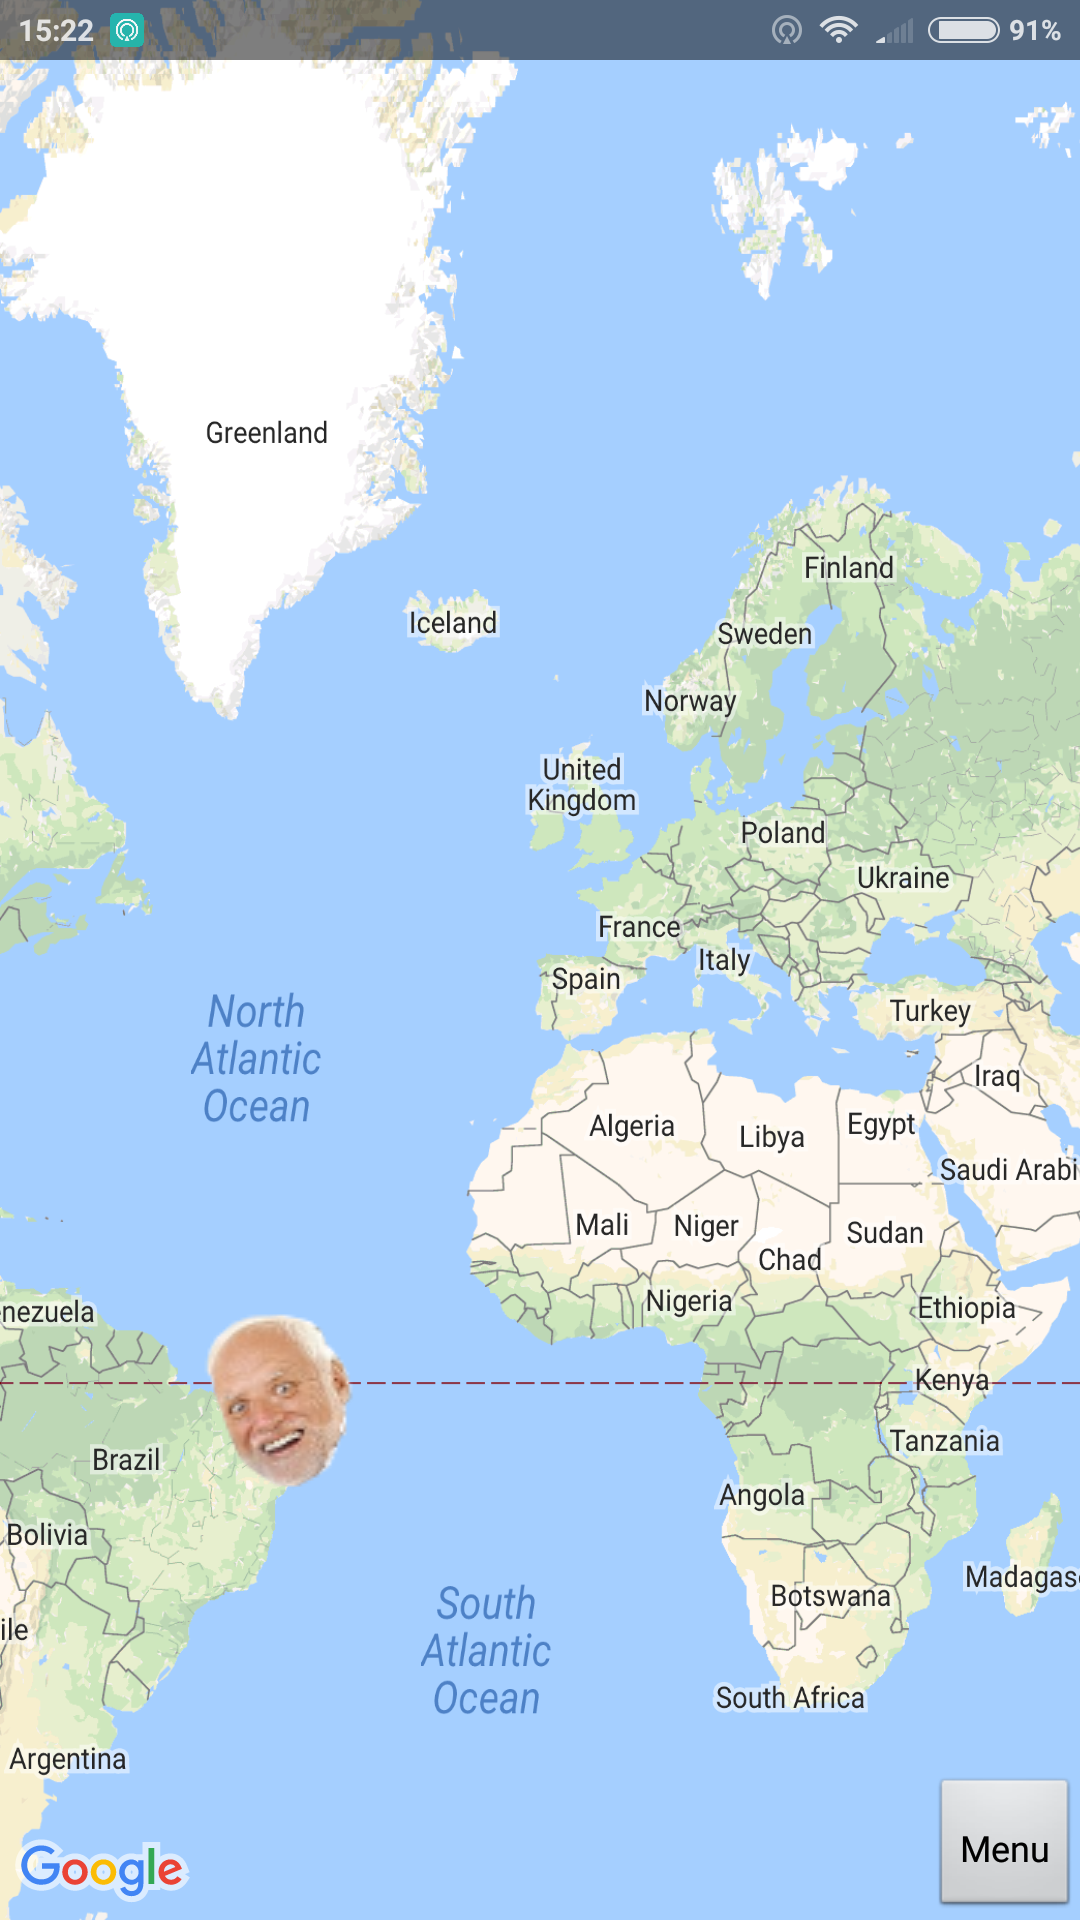 15:22
91%
Greenland
Finland
Iceland
Sweden
Norway
United
Kingdom
Poland
Ukraine
France
Italy
Spain
North
Atlantic
Ocean
Turkey
Iraq
Algeria
Libya
Egypt
Saudi Arabi
Mali
Niger
Sudan
Chad
Nigeria
Ethiopia
enezuela
Kenya
Tanzania
Brazil
Angola
Bolivia
Madagas
Botswana
South
Atlantic
Ocean
ile
South Africa
Argentina
Menu
Google